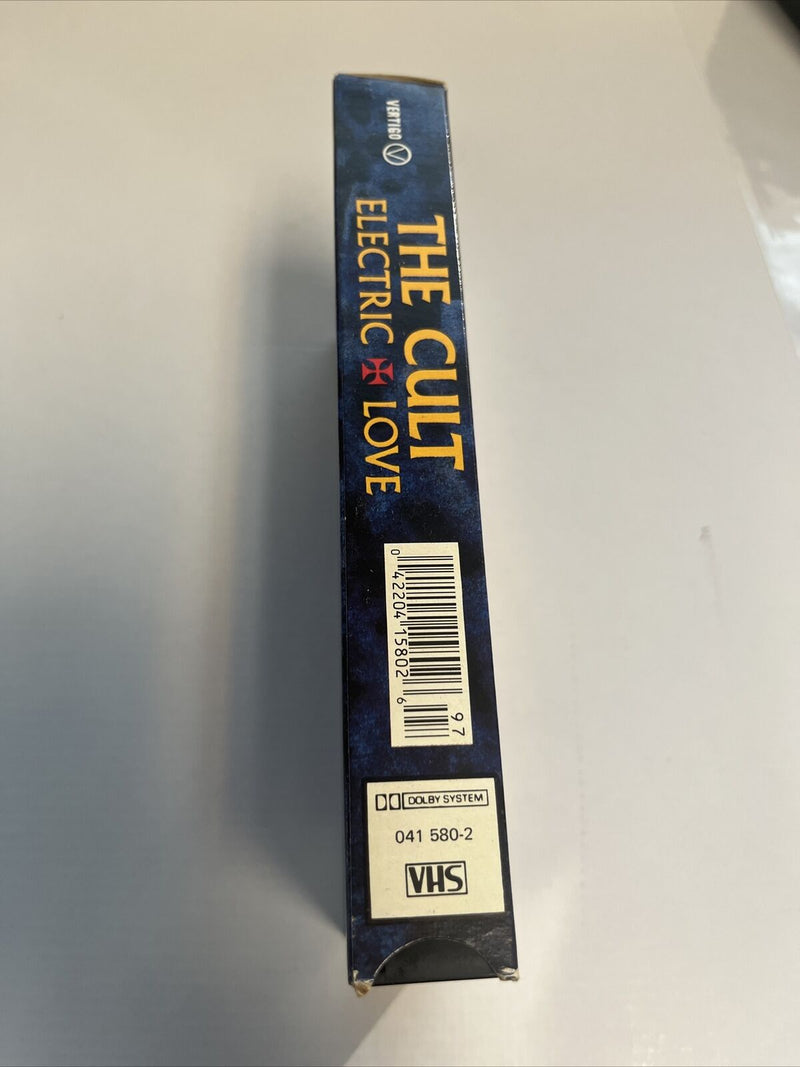 VERTIGO
THE CULT
ELECTRIC LOVE
0 42204 15802 6
97
DOLBY SYSTEM
041 580-2
VHS